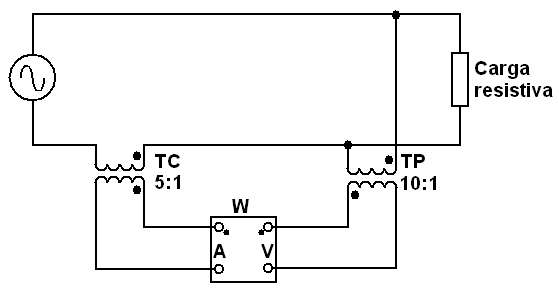 Carga
resistiva
TC
5:1
TP
10:1
W
A V